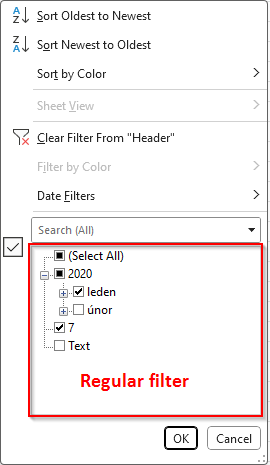 Sort Oldest to Newest
Sort Newest to Oldest
Sort by Color
Sheet View
Clear Filter From "Header"
Filter by Color
Date Filters
Search (All)
(Select All)
2020
leden
únor
7
Text
Regular filter
OK
Cancel